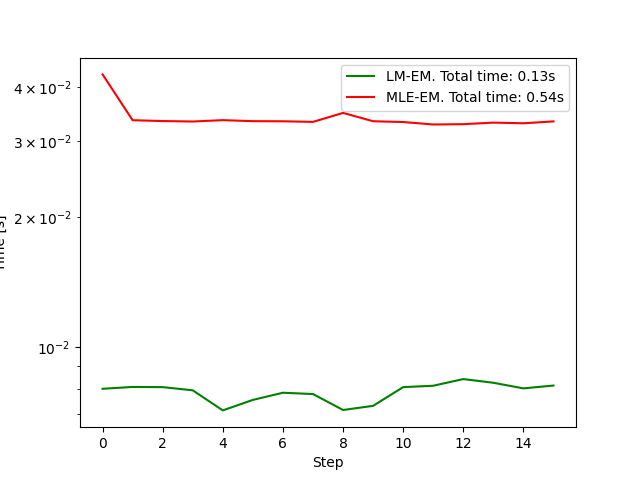 LM-EM. Total time: 0.13s
MLE-EM. Total time: 0.54s
4 × 10⁻²
3 × 10⁻²
2 × 10⁻²
10⁻²
[s]
0 2 4 6 8 10 12 14
Step